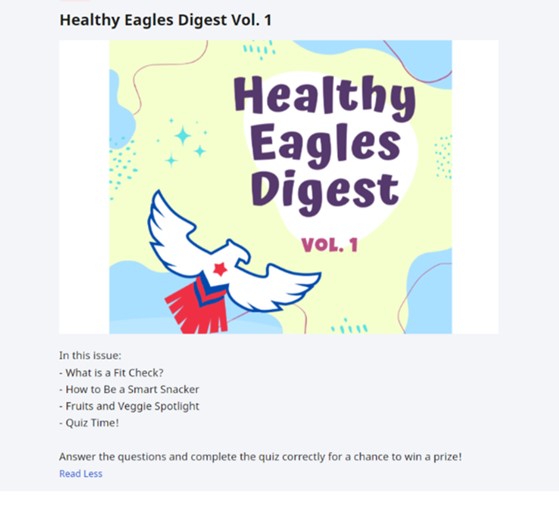 Healthy Eagles Digest Vol. 1
Healthy
Eagles
Digest
VOL. 1
In this issue:
- What is a Fit Check?
- How to Be a Smart Snacker
- Fruits and Veggie Spotlight
- Quiz Time!
Answer the questions and complete the quiz correctly for a chance to win a prize!
Read Less